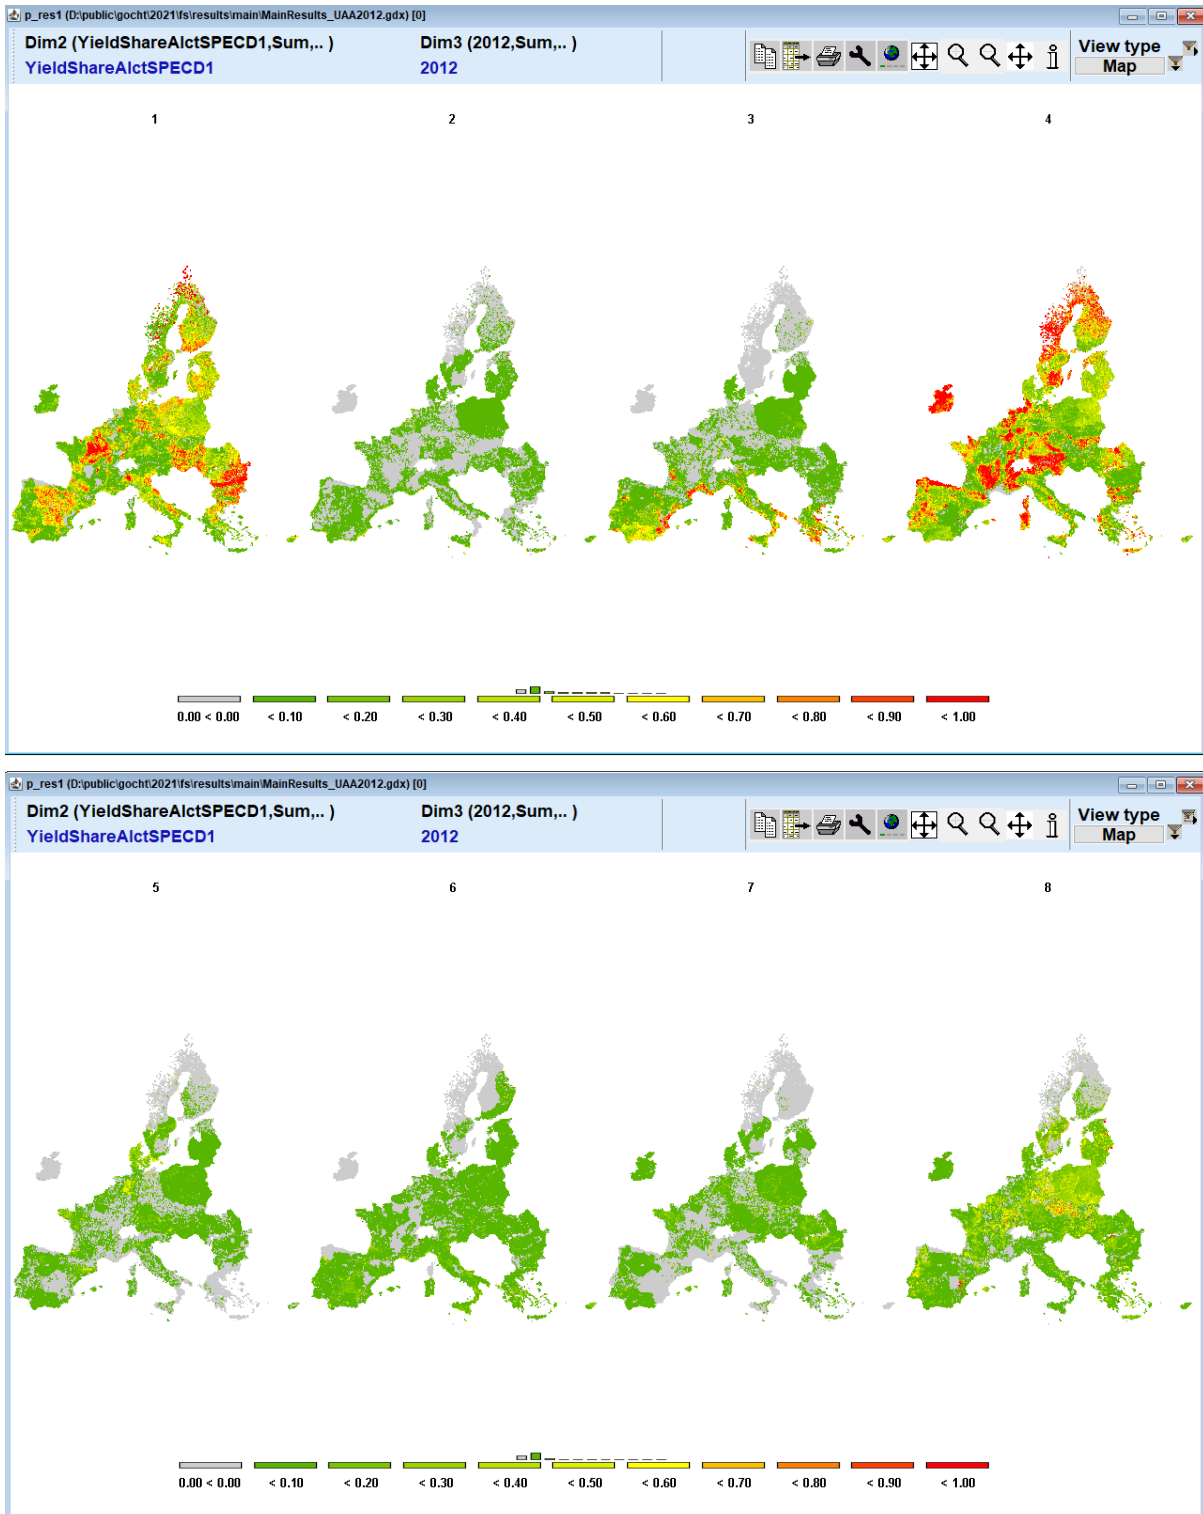 p_res1 (D:\public\gocht\2021\fs\results\main\MainResults_UAA2012.gdx) [0]
Dim2 (YieldShareAlctSPECD1,Sum,.. ) Dim3 (2012,Sum,.. ) View type
YieldShareAlctSPECD1 2012 Map
1 2 3 4
0.00 < 0.00 < 0.10 < 0.20 < 0.30 < 0.40 < 0.50 < 0.60 < 0.70 < 0.80 < 0.90 < 1.00
p_res1 (D:\public\gocht\2021\fs\results\main\MainResults_UAA2012.gdx) [0]
Dim2 (YieldShareAlctSPECD1,Sum,.. ) Dim3 (2012,Sum,.. ) View type
YieldShareAlctSPECD1 2012 Map
5 6 7 8
0.00 < 0.00 < 0.10 < 0.20 < 0.30 < 0.40 < 0.50 < 0.60 < 0.70 < 0.80 < 0.90 < 1.00